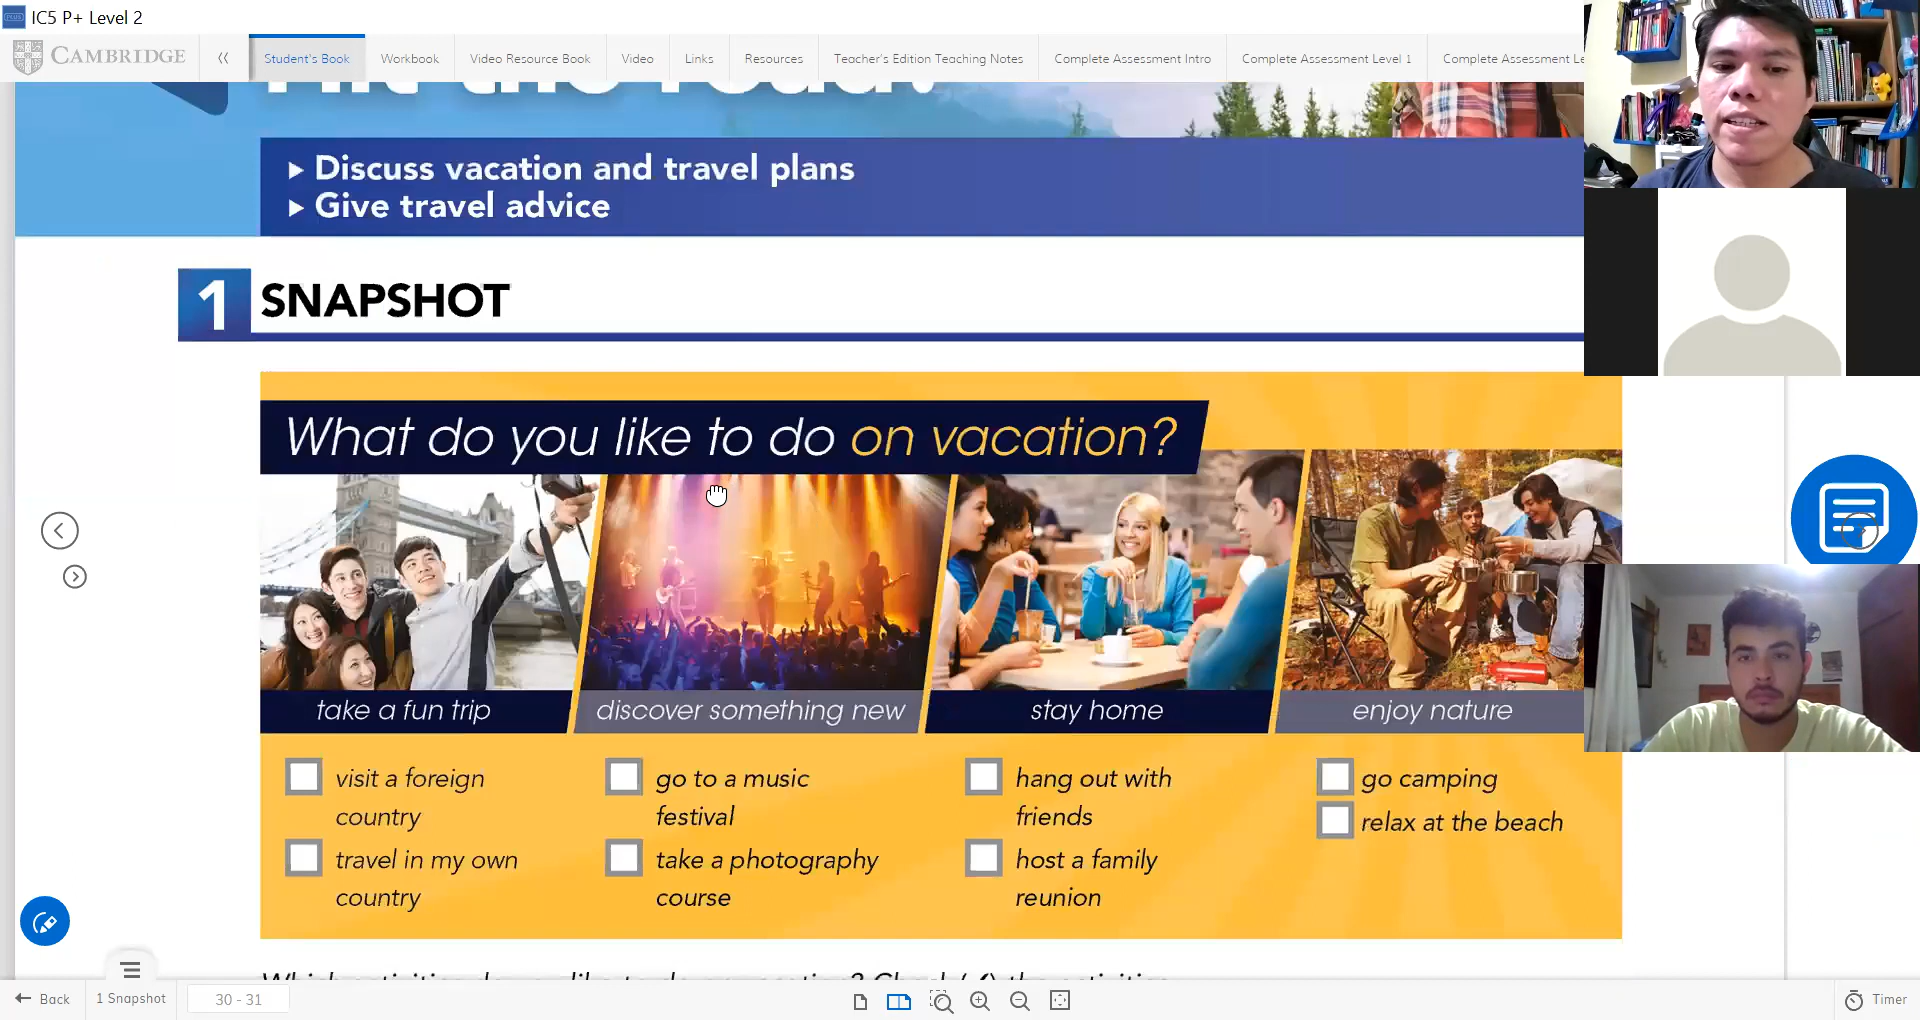 IC5 P+ Level 2
CAMBRIDGE
Student's Book
Workbook
Video Resource Book
Video
Links
Resources
Teacher's Edition Teaching Notes
Complete Assessment Intro
Complete Assessment Level 1
Complete Assessment Le
▶ Discuss vacation and travel plans
▶ Give travel advice
1 SNAPSHOT
What do you like to do on vacation?
take a fun trip
visit a foreign
country
travel in my own
country
discover something new
go to a music
festival
take a photography
course
stay home
hang out with
friends
host a family
reunion
enjoy nature
go camping
relax at the beach
Back
1 Snapshot
30 - 31
Timer